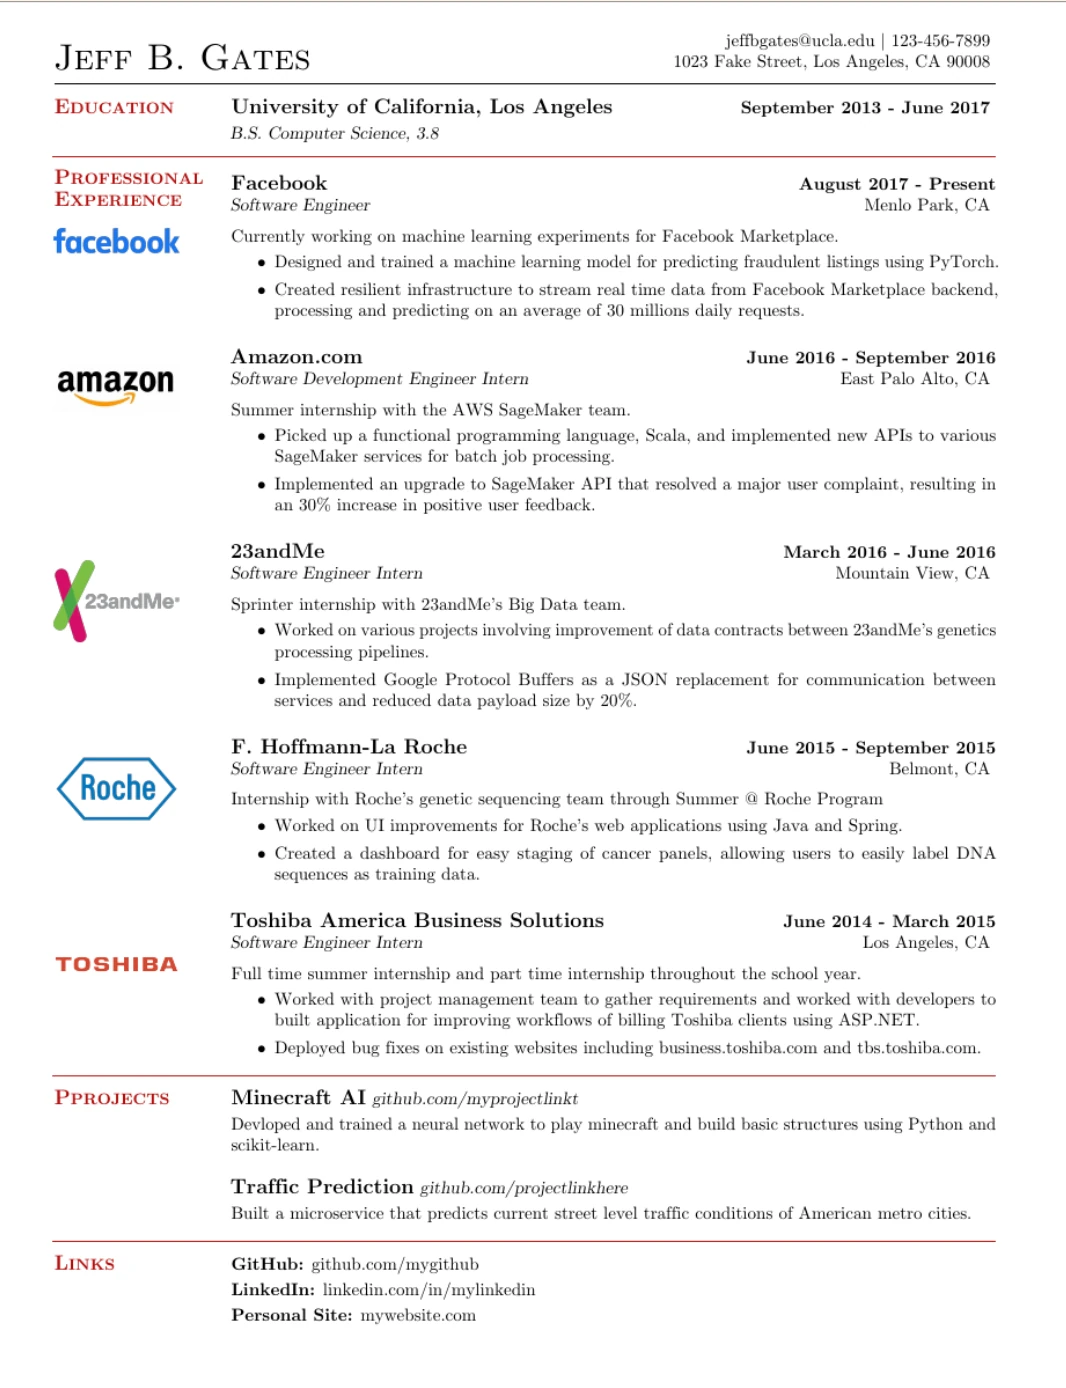 JEFF B. GATES
jeffbgates@ucla.edu | 123-456-7899
1023 Fake Street, Los Angeles, CA 90008
EDUCATION
University of California, Los Angeles September 2013 - June 2017
B.S. Computer Science, 3.8
PROFESSIONAL
EXPERIENCE
facebook
Facebook August 2017 - Present
Software Engineer Menlo Park, CA
Currently working on machine learning experiments for Facebook Marketplace.
• Designed and trained a machine learning model for predicting fraudulent listings using PyTorch.
• Created resilient infrastructure to stream real time data from Facebook Marketplace backend,
processing and predicting on an average of 30 millions daily requests.
amazon
Amazon.com June 2016 - September 2016
Software Development Engineer Intern East Palo Alto, CA
Summer internship with the AWS SageMaker team.
• Picked up a functional programming language, Scala, and implemented new APIs to various
SageMaker services for batch job processing.
• Implemented an upgrade to SageMaker API that resolved a major user complaint, resulting in
an 30% increase in positive user feedback.
23andMe
23andMe March 2016 - June 2016
Software Engineer Intern Mountain View, CA
Sprinter internship with 23andMe's Big Data team.
• Worked on various projects involving improvement of data contracts between 23andMe's genetics
processing pipelines.
• Implemented Google Protocol Buffers as a JSON replacement for communication between
services and reduced data payload size by 20%.
Roche
F. Hoffmann-La Roche June 2015 - September 2015
Software Engineer Intern Belmont, CA
Internship with Roche's genetic sequencing team through Summer @ Roche Program
• Worked on UI improvements for Roche's web applications using Java and Spring.
• Created a dashboard for easy staging of cancer panels, allowing users to easily label DNA
sequences as training data.
TOSHIBA
Toshiba America Business Solutions June 2014 - March 2015
Software Engineer Intern Los Angeles, CA
Full time summer internship and part time internship throughout the school year.
• Worked with project management team to gather requirements and worked with developers to
built application for improving workflows of billing Toshiba clients using ASP.NET.
• Deployed bug fixes on existing websites including business.toshiba.com and tbs.toshiba.com.
PPROJECTS
Minecraft AI github.com/myprojectlinkt
Devloped and trained a neural network to play minecraft and build basic structures using Python and
scikit-learn.
Traffic Prediction github.com/projectlinkhere
Built a microservice that predicts current street level traffic conditions of American metro cities.
LINKS
GitHub: github.com/mygithub
LinkedIn: linkedin.com/in/mylinkedin
Personal Site: mywebsite.com